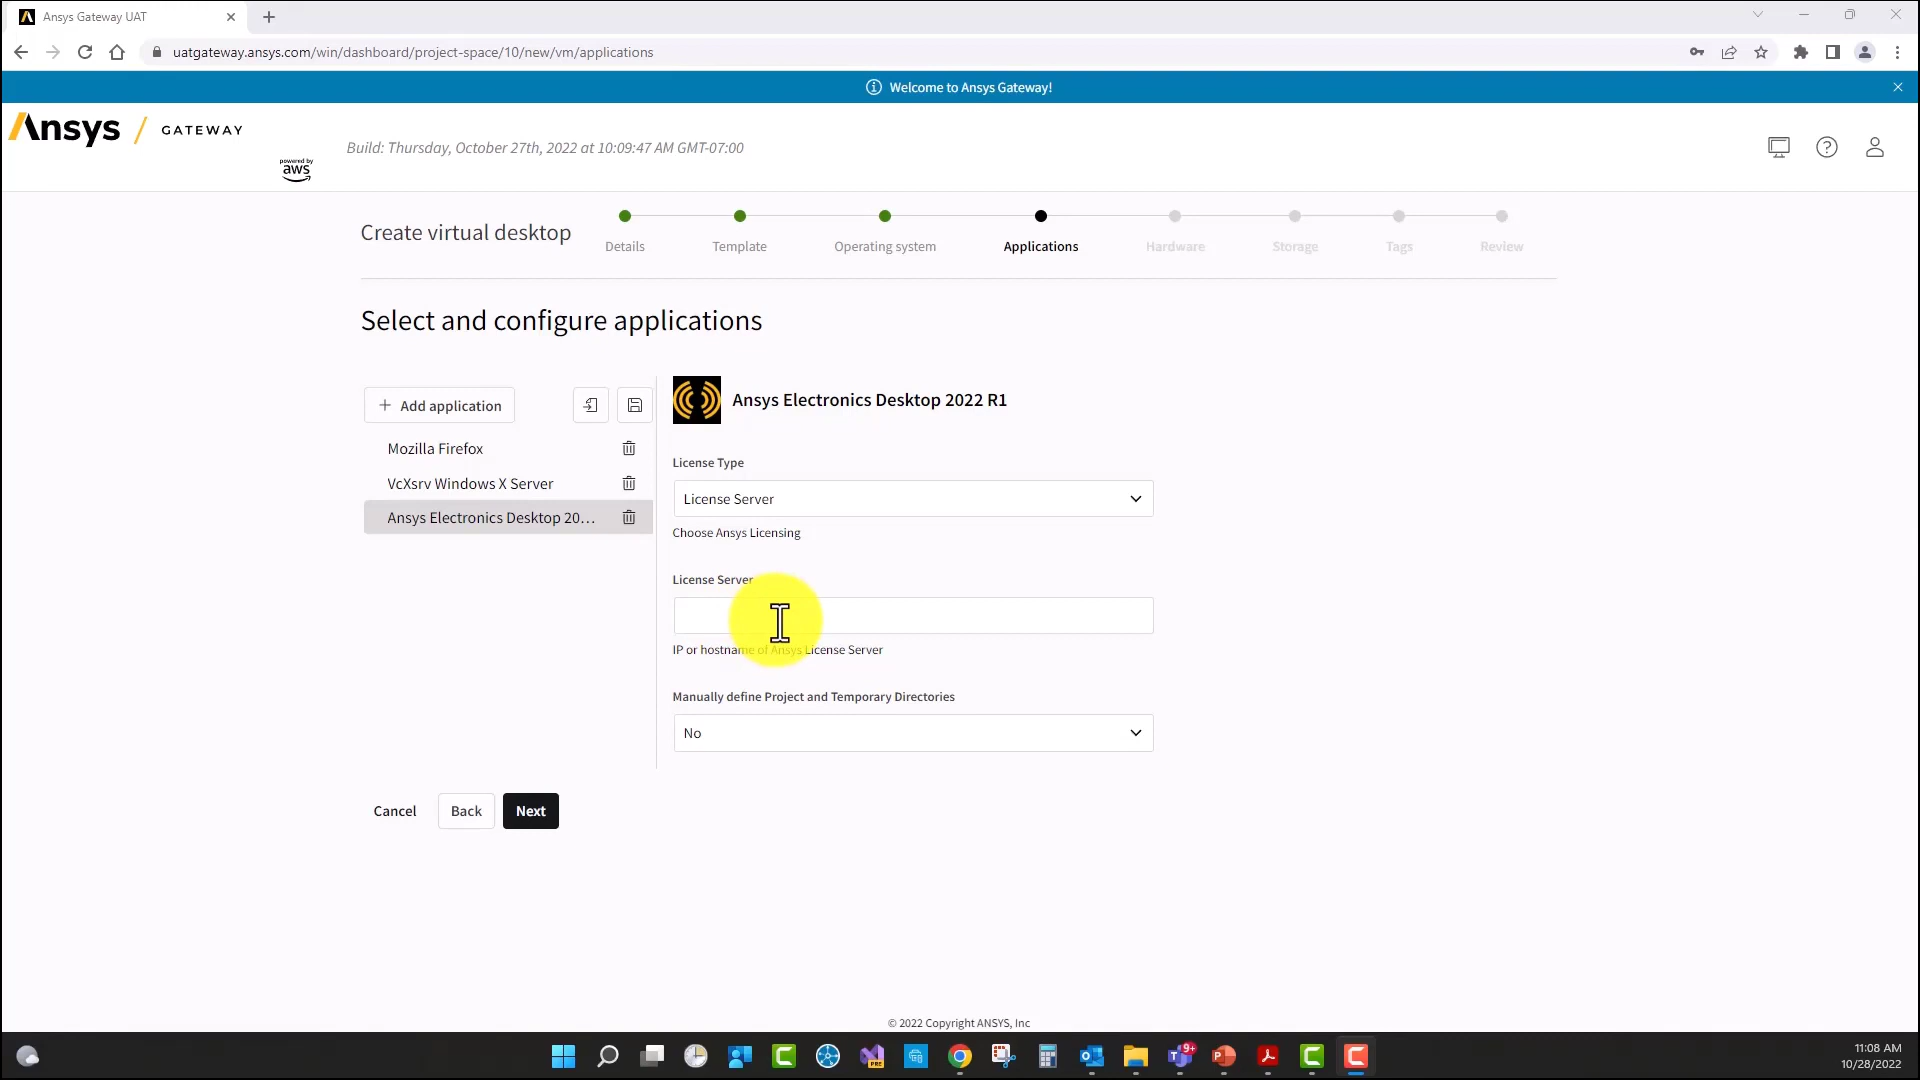 Ansys Gateway UAT
uatgateway.ansys.com/win/dashboard/project-space/10/new/vm/applications
Welcome to Ansys Gateway!
Ansys / GATEWAY
powered by
aws
Build: Thursday, October 27th, 2022 at 10:09:47 AM GMT-07:00
Create virtual desktop
Details
Template
Operating system
Applications
Hardware
Storage
Tags
Review
Select and configure applications
Add application
Mozilla Firefox
VcXsrv Windows X Server
Ansys Electronics Desktop 20...
Ansys Electronics Desktop 2022 R1
License Type
License Server
Choose Ansys Licensing
License Server
IP or hostname of Ansys License Server
Manually define Project and Temporary Directories
No
Cancel
Back
Next
© 2022 Copyright ANSYS, Inc
9+
PRE
11:08 AM
10/28/2022